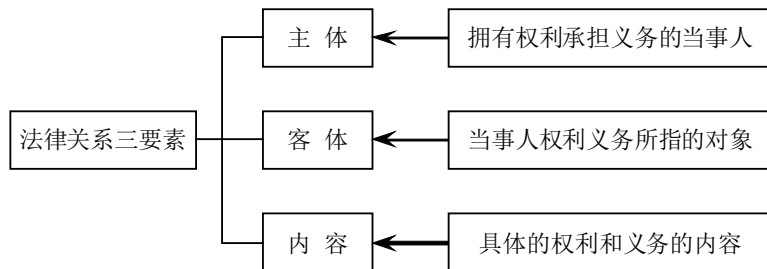 主 体
拥有权利承担义务的当事人
法律关系三要素
客 体
当事人权利义务所指的对象
内 容
具体的权利和义务的内容